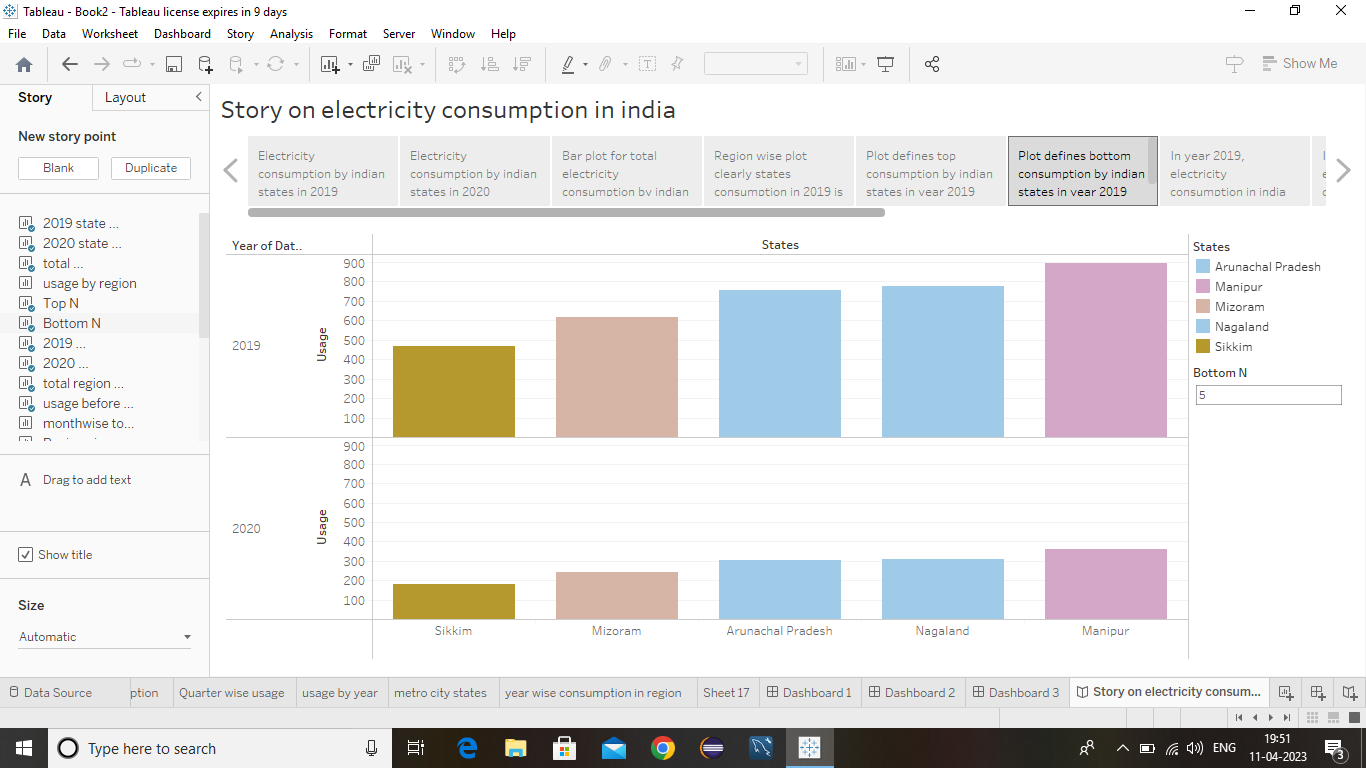 Tableau - Book2 - Tableau license expires in 9 days
File Data Worksheet Dashboard Story Analysis Format Server Window Help
Show Me
Story Layout
New story point
Blank Duplicate
2019 state ...
2020 state ...
total ...
usage by region
Top N
Bottom N
2019 ...
2020 ...
total region ...
usage before ...
monthwise to...
A Drag to add text
Show title
Size
Automatic
Story on electricity consumption in india
Electricity
consumption by indian
states in 2019
Electricity
consumption by indian
states in 2020
Bar plot for total
electricity
consumption by indian
Region wise plot
clearly states
consumption in 2019 is
Plot defines top
consumption by indian
states in year 2019
Plot defines bottom
consumption by indian
states in year 2019
In year 2019,
electricity
consumption in india
Year of Dat..
States
2019
Usage
900
800
700
600
500
400
300
200
100
2020
Usage
900
800
700
600
500
400
300
200
100
Sikkim Mizoram Arunachal Pradesh Nagaland Manipur
States
Arunachal Pradesh
Manipur
Mizoram
Nagaland
Sikkim
Bottom N
5
Data Source ption Quarter wise usage usage by year metro city states year wise consumption in region Sheet 17 Dashboard 1 Dashboard 2 Dashboard 3 Story on electricity consum...
Type here to search
ENG
19:51
11-04-2023
3